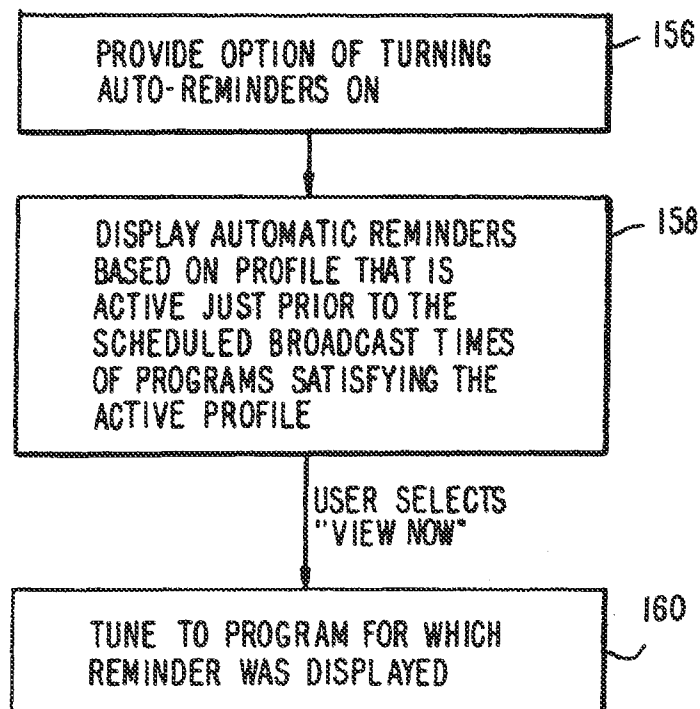 PROVIDE OPTION OF TURNING
AUTO-REMINDERS ON
156
DISPLAY AUTOMATIC REMINDERS
BASED ON PROFILE THAT IS
ACTIVE JUST PRIOR TO THE
SCHEDULED BROADCAST TIMES
OF PROGRAMS SATISFYING THE
ACTIVE PROFILE
158
USER SELECTS
"VIEW NOW"
TUNE TO PROGRAM FOR WHICH
REMINDER WAS DISPLAYED
160